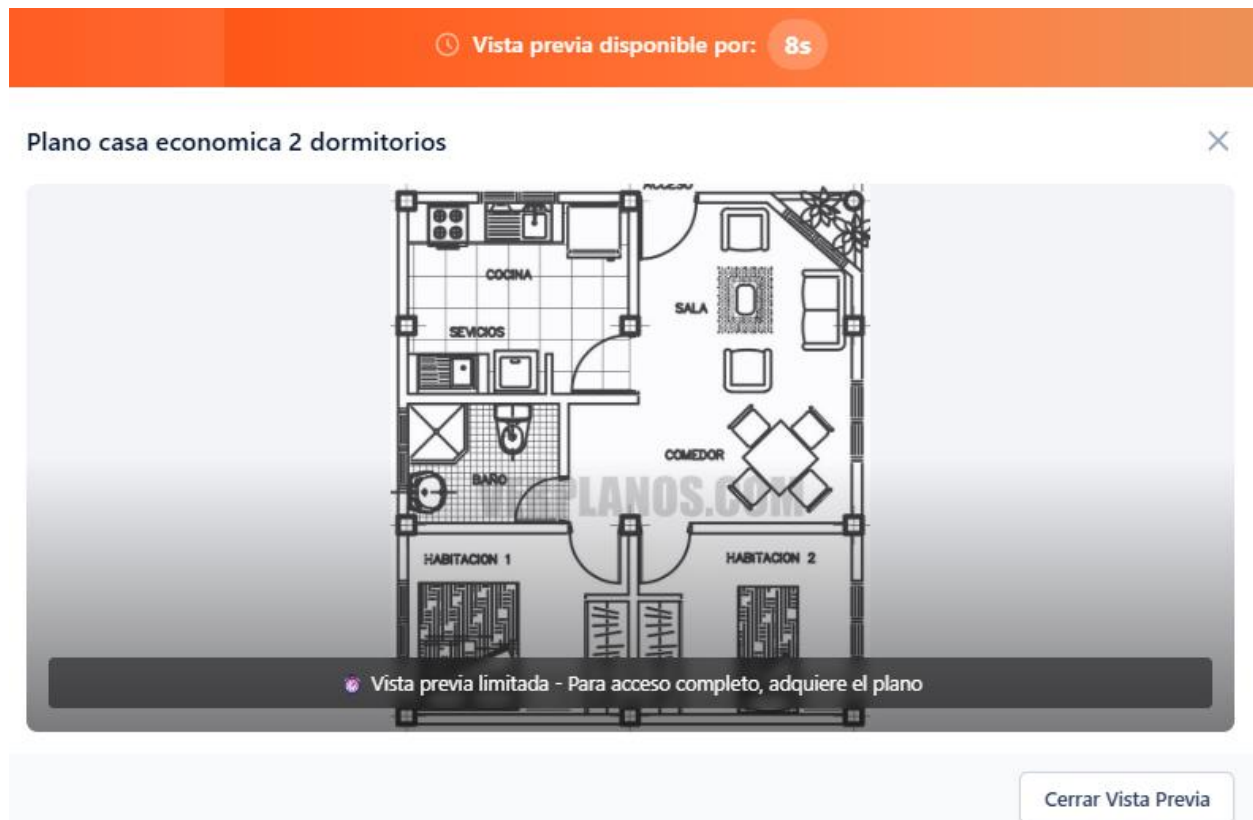 Vista previa disponible por: 8s
Plano casa economica 2 dormitorios
ACCESO
COCINA
SALA
SEVICIOS
COMEDOR
BAÑO
HABITACION 1
HABITACION 2
Vista previa limitada - Para acceso completo, adquiere el plano
Cerrar Vista Previa